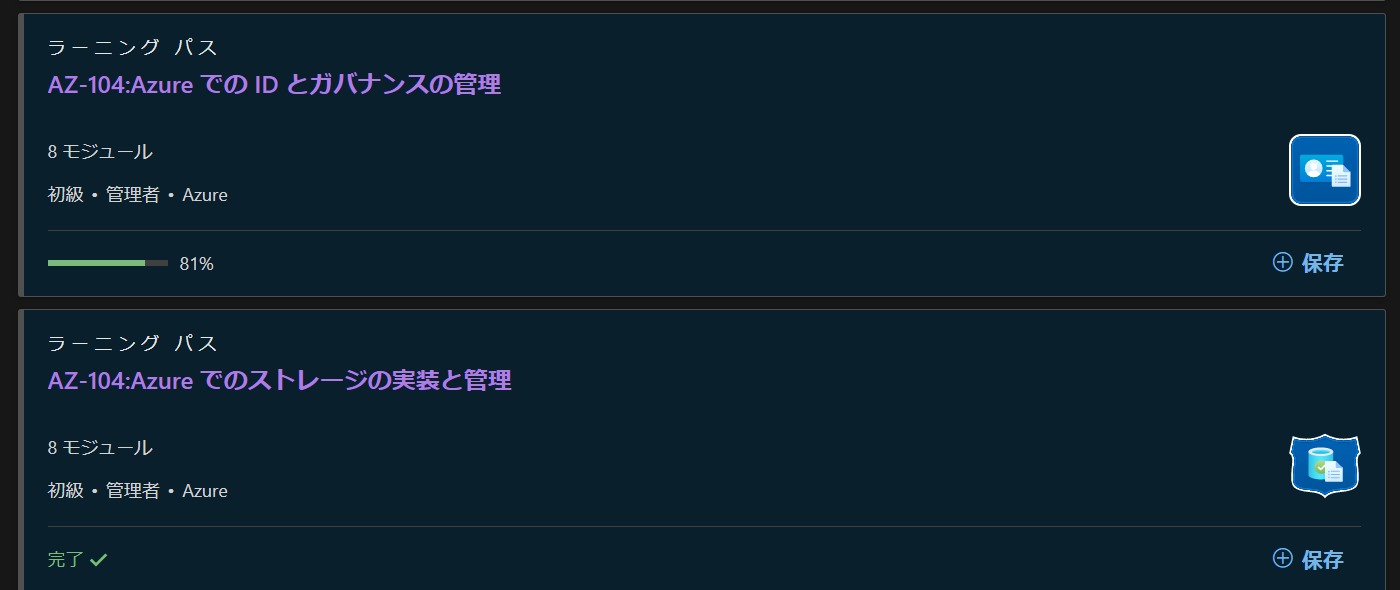 ラーニング パス
AZ-104:Azure での ID とガバナンスの管理
8 モジュール
初級 • 管理者 • Azure
81%
保存
ラーニング パス
AZ-104:Azure でのストレージの実装と管理
8 モジュール
初級 • 管理者 • Azure
完了
保存